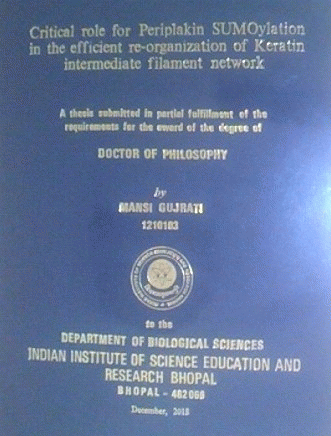 Critical role for Periplakin SUMOylation
in the efficient re-organization of Keratin
intermediate filament network
A thesis submitted in partial fulfillment of the
requirements for the award of the degree of
DOCTOR OF PHILOSOPHY
by
MANSI GUJRATI
1210103
to the
DEPARTMENT OF BIOLOGICAL SCIENCES
INDIAN INSTITUTE OF SCIENCE EDUCATION AND
RESEARCH BHOPAL
BHOPAL - 462066
December, 2018